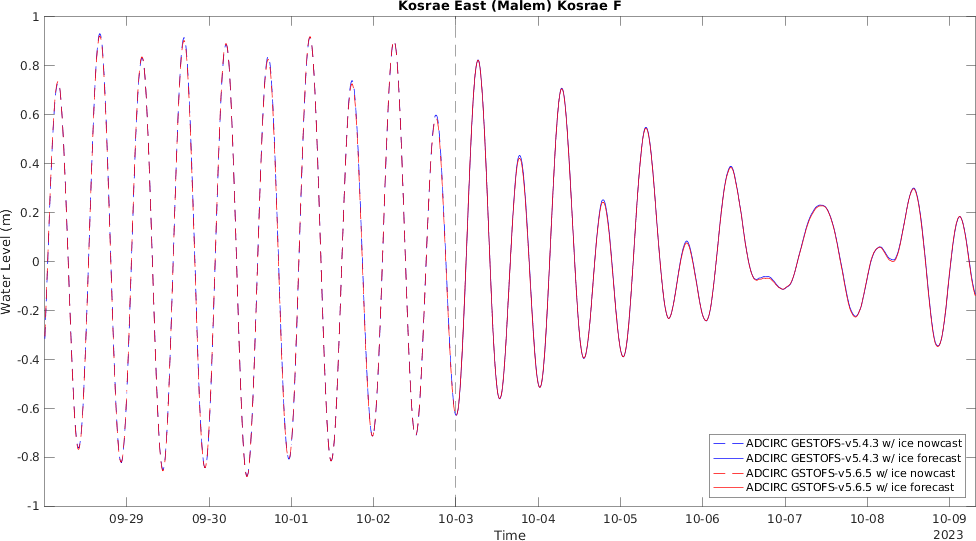 Kosrae East (Malem) Kosrae F
1
0.8
0.6
0.4
0.2
0
-0.2
-0.4
-0.6
-0.8
-1
Water Level (m)
ADCIRC GESTOFS-v5.4.3 w/ ice nowcast
ADCIRC GESTOFS-v5.4.3 w/ ice forecast
ADCIRC GSTOFS-v5.6.5 w/ ice nowcast
ADCIRC GSTOFS-v5.6.5 w/ ice forecast
09-29 09-30 10-01 10-02 10-03 10-04 10-05 10-06 10-07 10-08 10-09
2023
Time